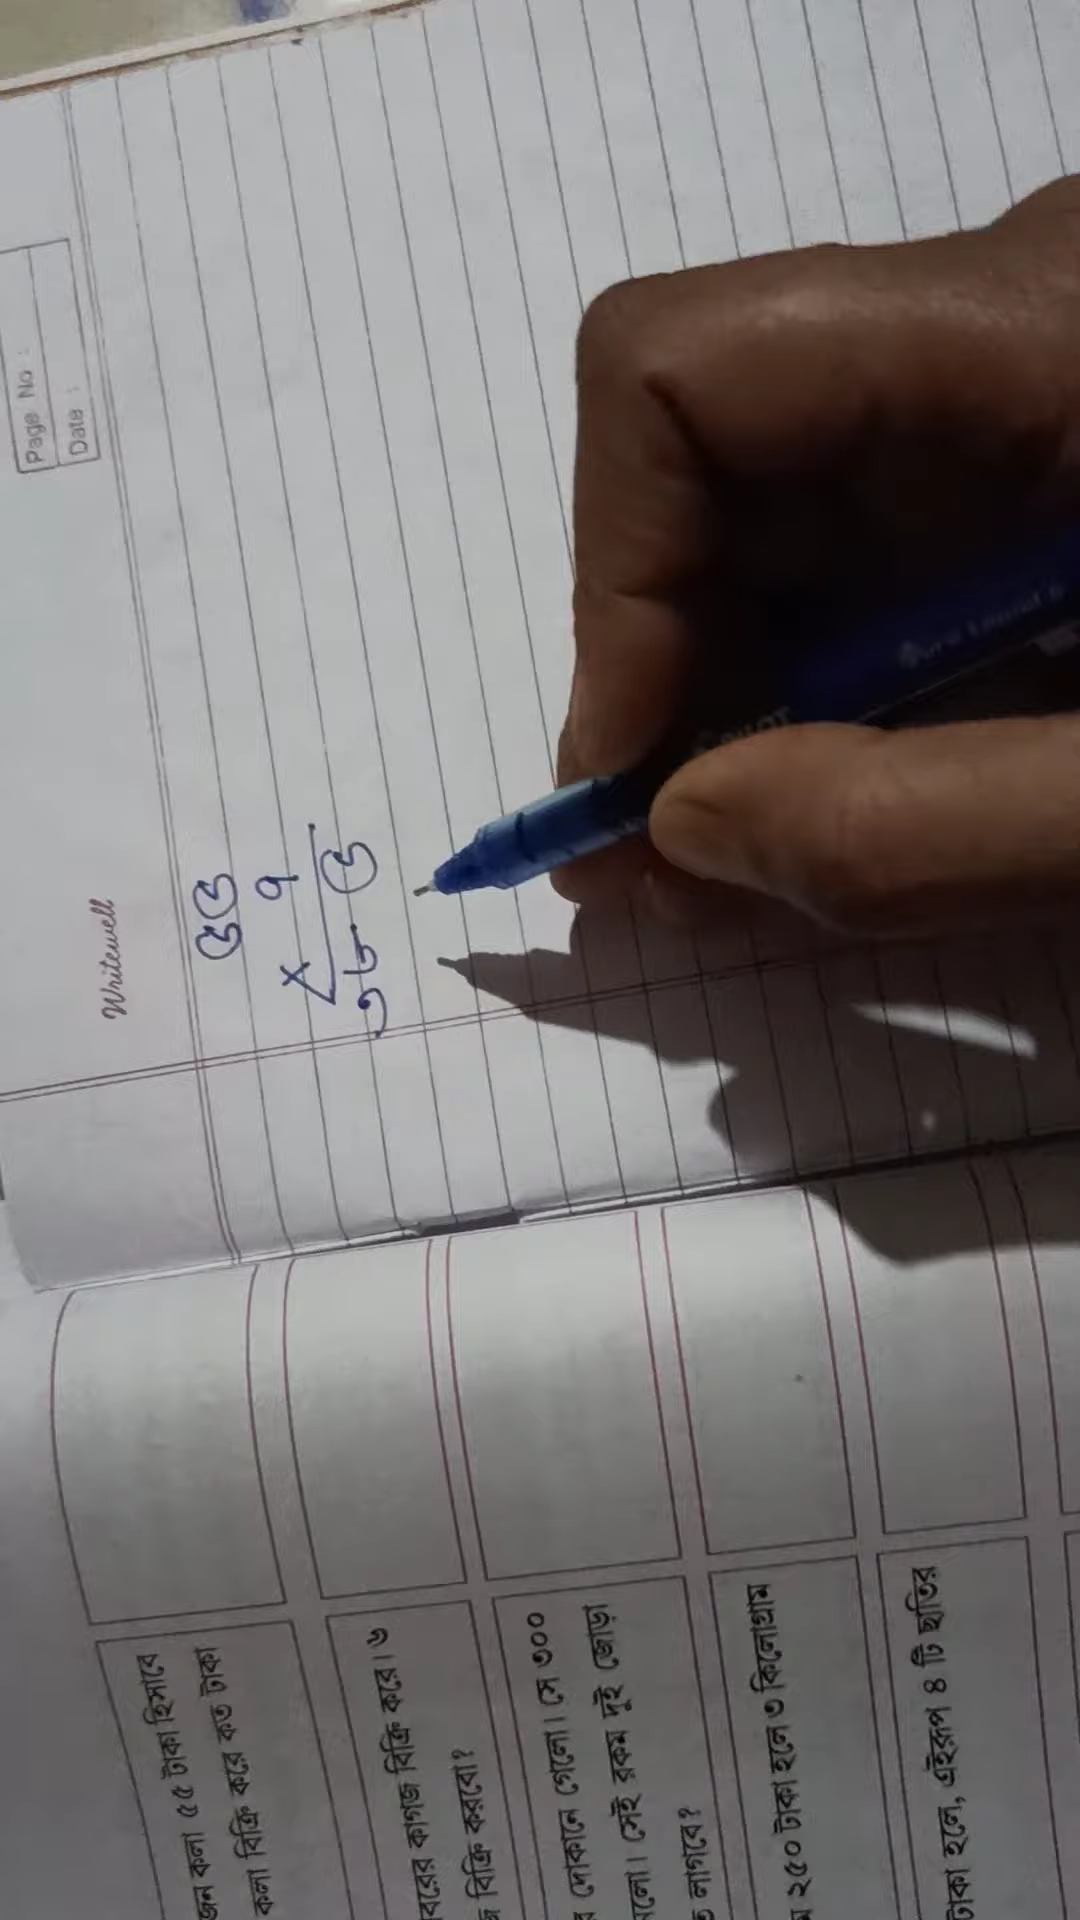 জন কলা ৫৫ টাকা হিসাবে
কলা বিক্রি করে কত টাকা
বরের কাগজ বিক্রি করে। ৬
বিক্রি করবো?
দোকানে গেলো। সে ৩০০
লো। সেই রকম দুই জোড়া
লাগবে?
২৫০ টাকা হলে ৩ কিলোগ্রাম
টাকা হলে, এইরূপ ৪ টি ছাতির
Page No :
Date :
Writewell
৫৫
× ৭
৩৮৫
PILOT